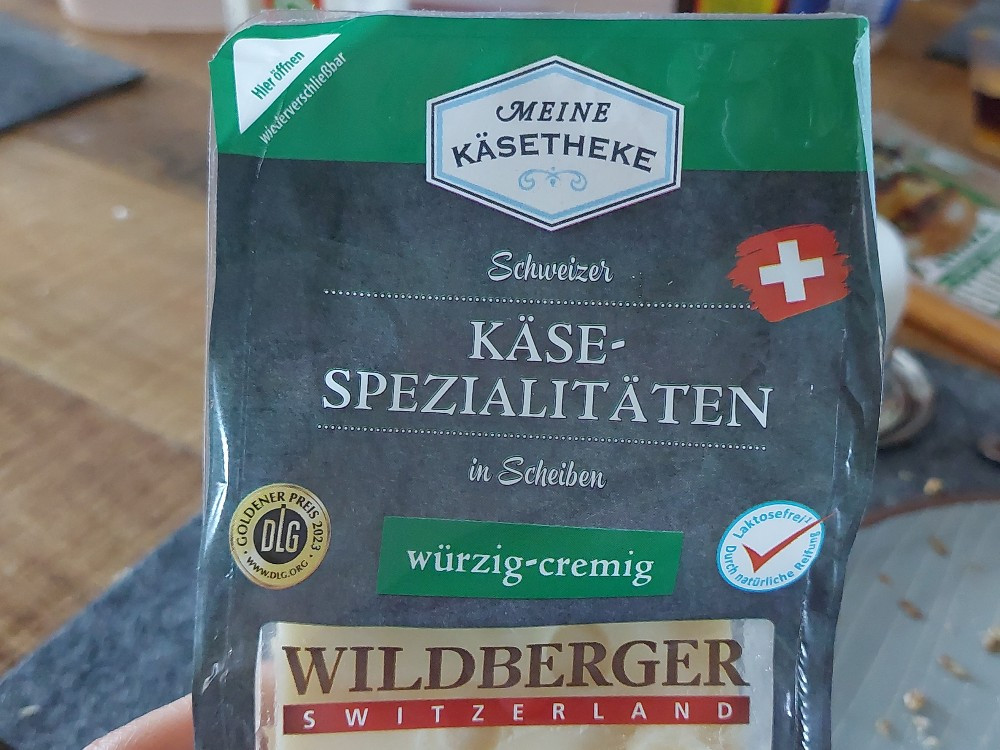 Hier öffnen
wiederverschließbar
MEINE
KÄSETHEKE
Schweizer
KÄSE-
SPEZIALITÄTEN
in Scheiben
GOLDENER PREIS 2023
DLG
WWW.DLG.ORG
würzig-cremig
Laktosefrei!
Durch natürliche Reifung
WILDBERGER
SWITZERLAND